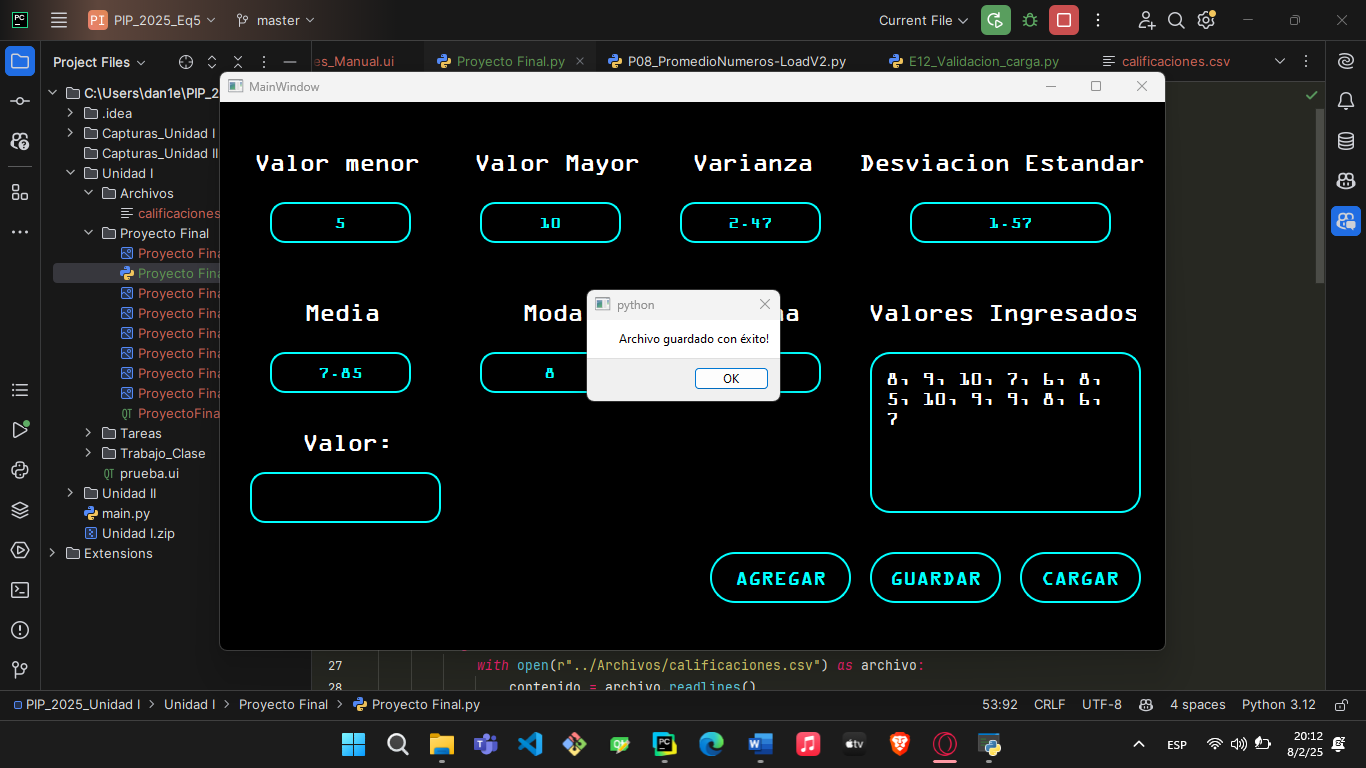 PC
PI PIP_2025_Eq5
master
Current File
Project Files
es_Manual.ui
Proyecto Final.py
P08_PromedioNumeros-LoadV2.py
E12_Validacion_carga.py
calificaciones.csv
C:\Users\dan1e\PIP_2
.idea
Capturas_Unidad I
Capturas_Unidad II
Unidad I
Archivos
calificaciones
Proyecto Final
Proyecto Fina
Proyecto Fina
Proyecto Fina
Proyecto Fina
Proyecto Fina
Proyecto Fina
Proyecto Fina
Proyecto Fina
QT ProyectoFina
Tareas
Trabajo_Clase
QT prueba.ui
Unidad II
main.py
Unidad I.zip
Extensions
MainWindow
Valor menor
Valor Mayor
Varianza
Desviacion Estandar
5
10
2.47
1.57
Media
Moda
na
Valores Ingresados
7.85
8
8, 9, 10, 7, 6, 8,
5, 10, 9, 9, 8, 6,
7
Valor:
AGREGAR
GUARDAR
CARGAR
python
Archivo guardado con éxito!
OK
27 with open(r"../Archivos/calificaciones.csv") as archivo:
28 contenido = archivo.readlines()
PIP_2025_Unidad I > Unidad I > Proyecto Final > Proyecto Final.py
53:92
CRLF
UTF-8
4 spaces
Python 3.12
ESP
20:12
8/2/25